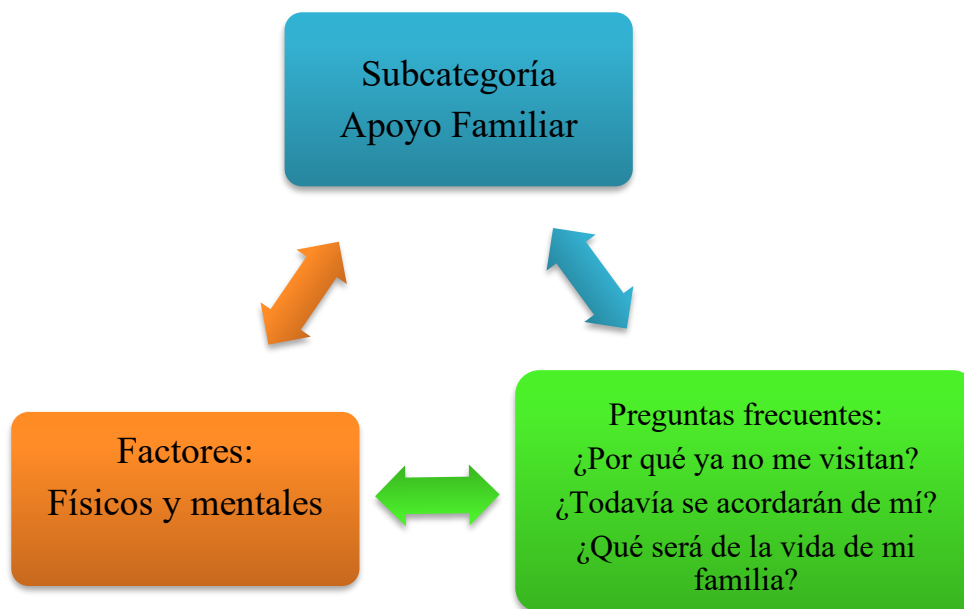 Subcategoría
Apoyo Familiar
Factores:
Físicos y mentales
Preguntas frecuentes:
¿Por qué ya no me visitan?
¿Todavía se acordarán de mí?
¿Qué será de la vida de mi
familia?